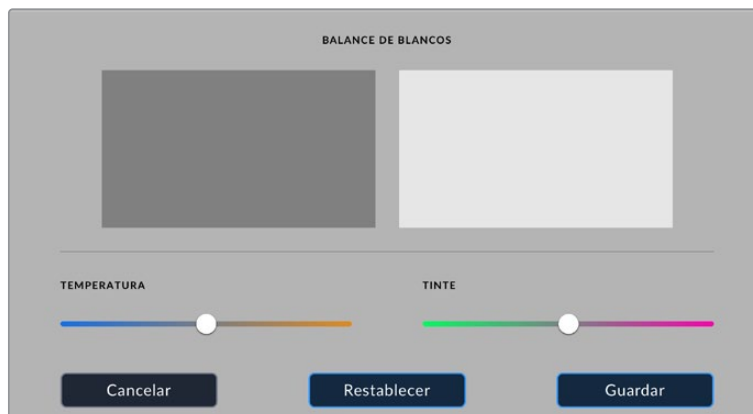 BALANCE DE BLANCOS
TEMPERATURA
TINTE
Cancelar
Restablecer
Guardar